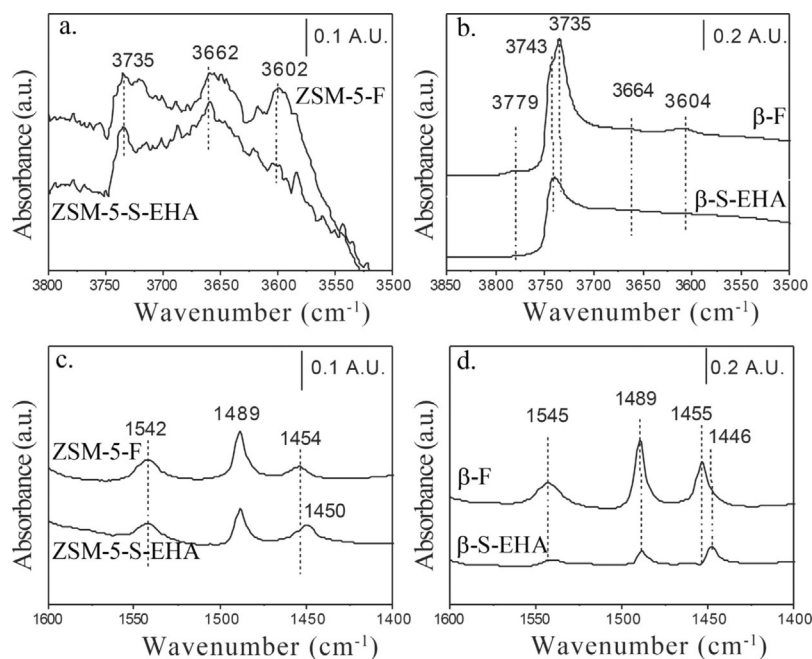 a.
0.1 A.U.
3735
3662
3602
ZSM-5-F
ZSM-5-S-EHA
Absorbance (a.u.)
3800 3750 3700 3650 3600 3550 3500
Wavenumber (cm⁻¹)
b.
0.2 A.U.
3735
3743
3779
3664
3604
β-F
β-S-EHA
Absorbance (a.u.)
3850 3800 3750 3700 3650 3600 3550 3500
Wavenumber (cm⁻¹)
c.
0.1 A.U.
1542
1489
1454
ZSM-5-F
1450
ZSM-5-S-EHA
Absorbance (a.u.)
1600 1550 1500 1450 1400
Wavenumber (cm⁻¹)
d.
0.2 A.U.
1545
1489
1455
1446
β-F
β-S-EHA
Absorbance (a.u.)
1600 1550 1500 1450 1400
Wavenumber (cm⁻¹)